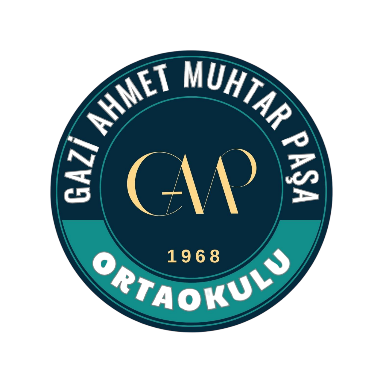 GAZİ AHMET MUHTAR PAŞA
GAMP
1968
ORTAOKULU